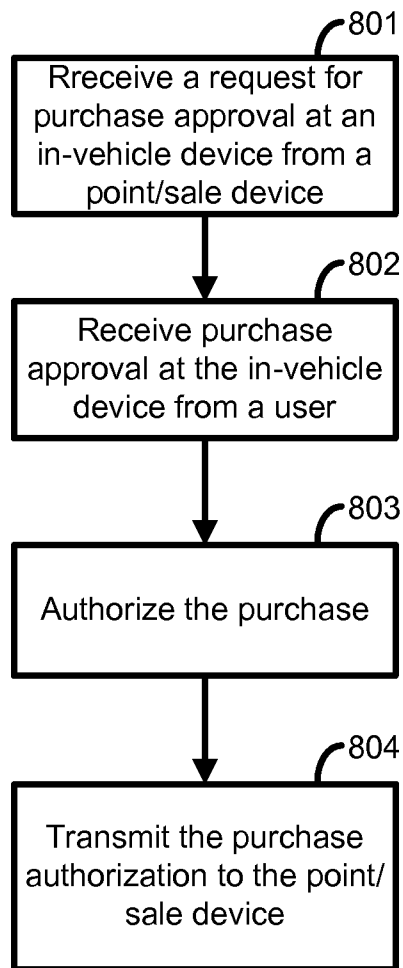 801
Rreceive a request for
purchase approval at an
in-vehicle device from a
point/sale device
802
Receive purchase
approval at the in-vehicle
device from a user
803
Authorize the purchase
804
Transmit the purchase
authorization to the point/
sale device